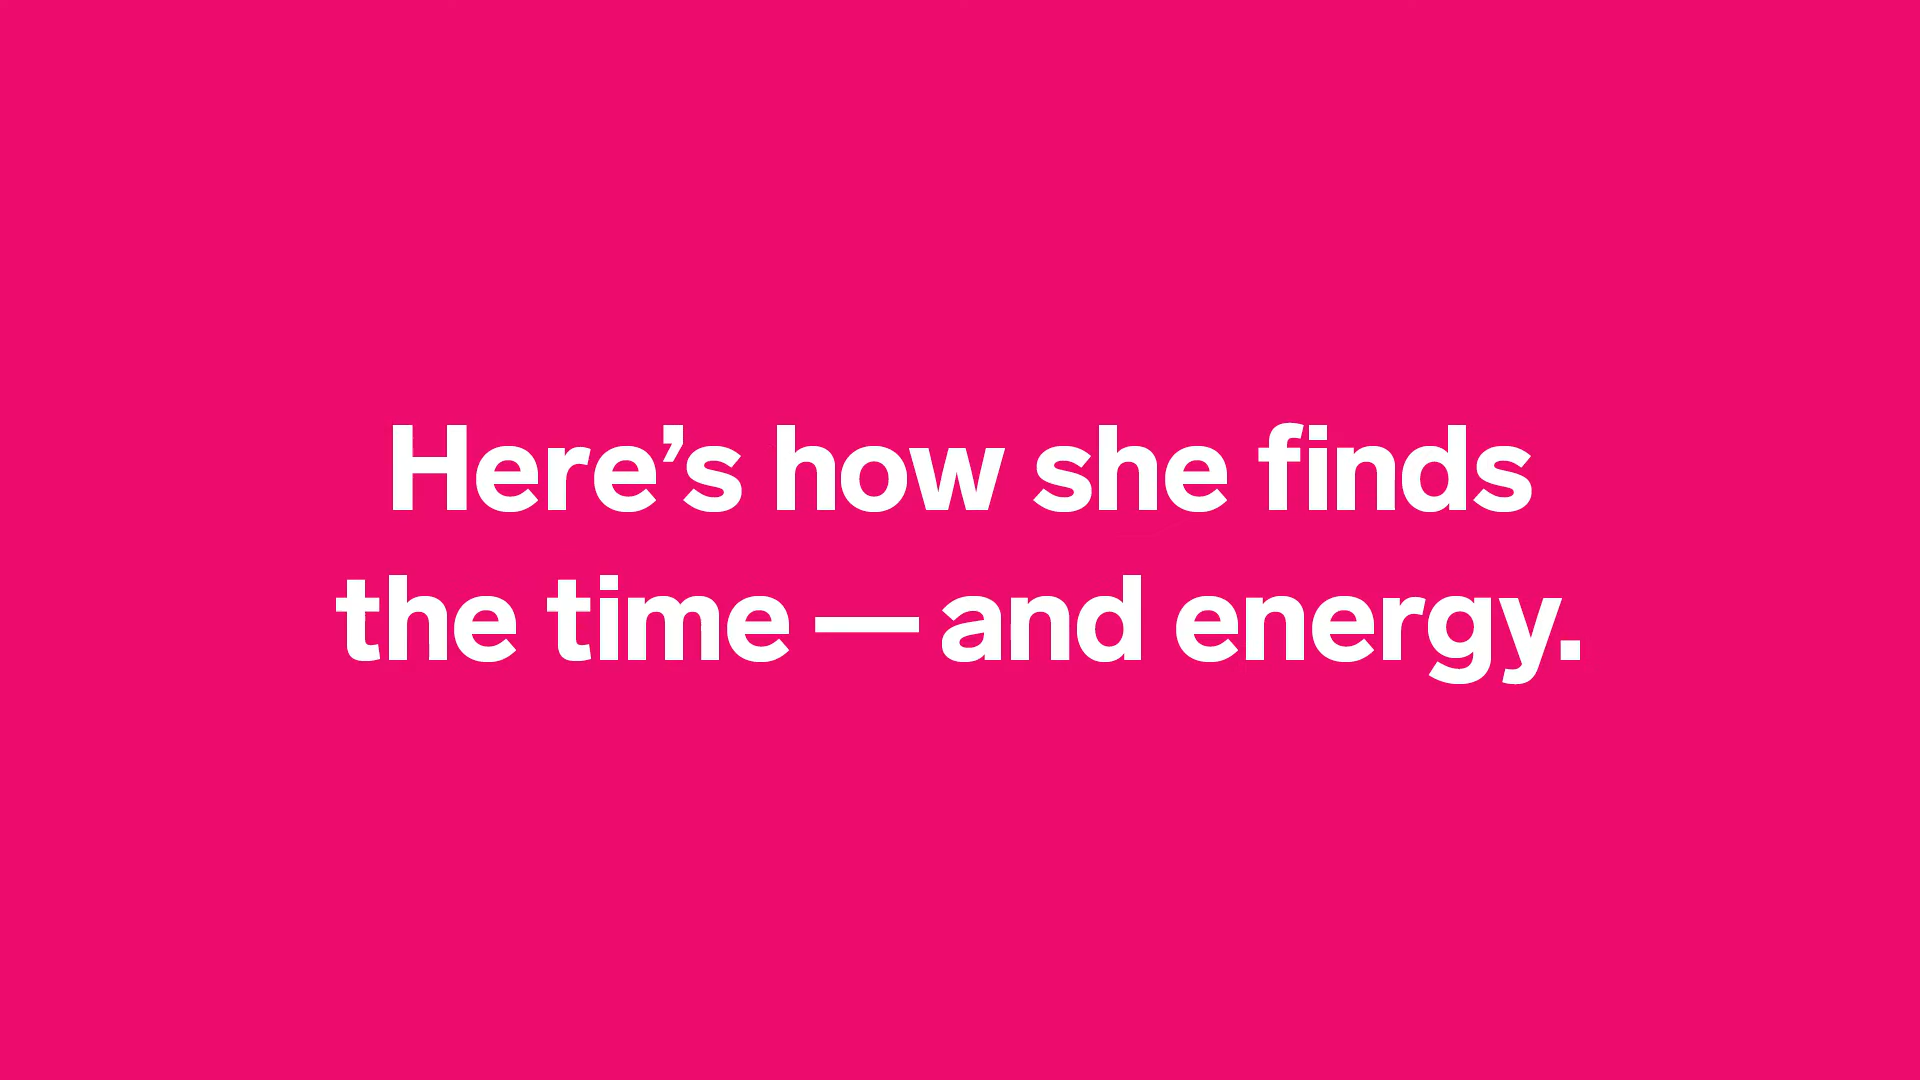 Here’s how she finds
the time — and energy.